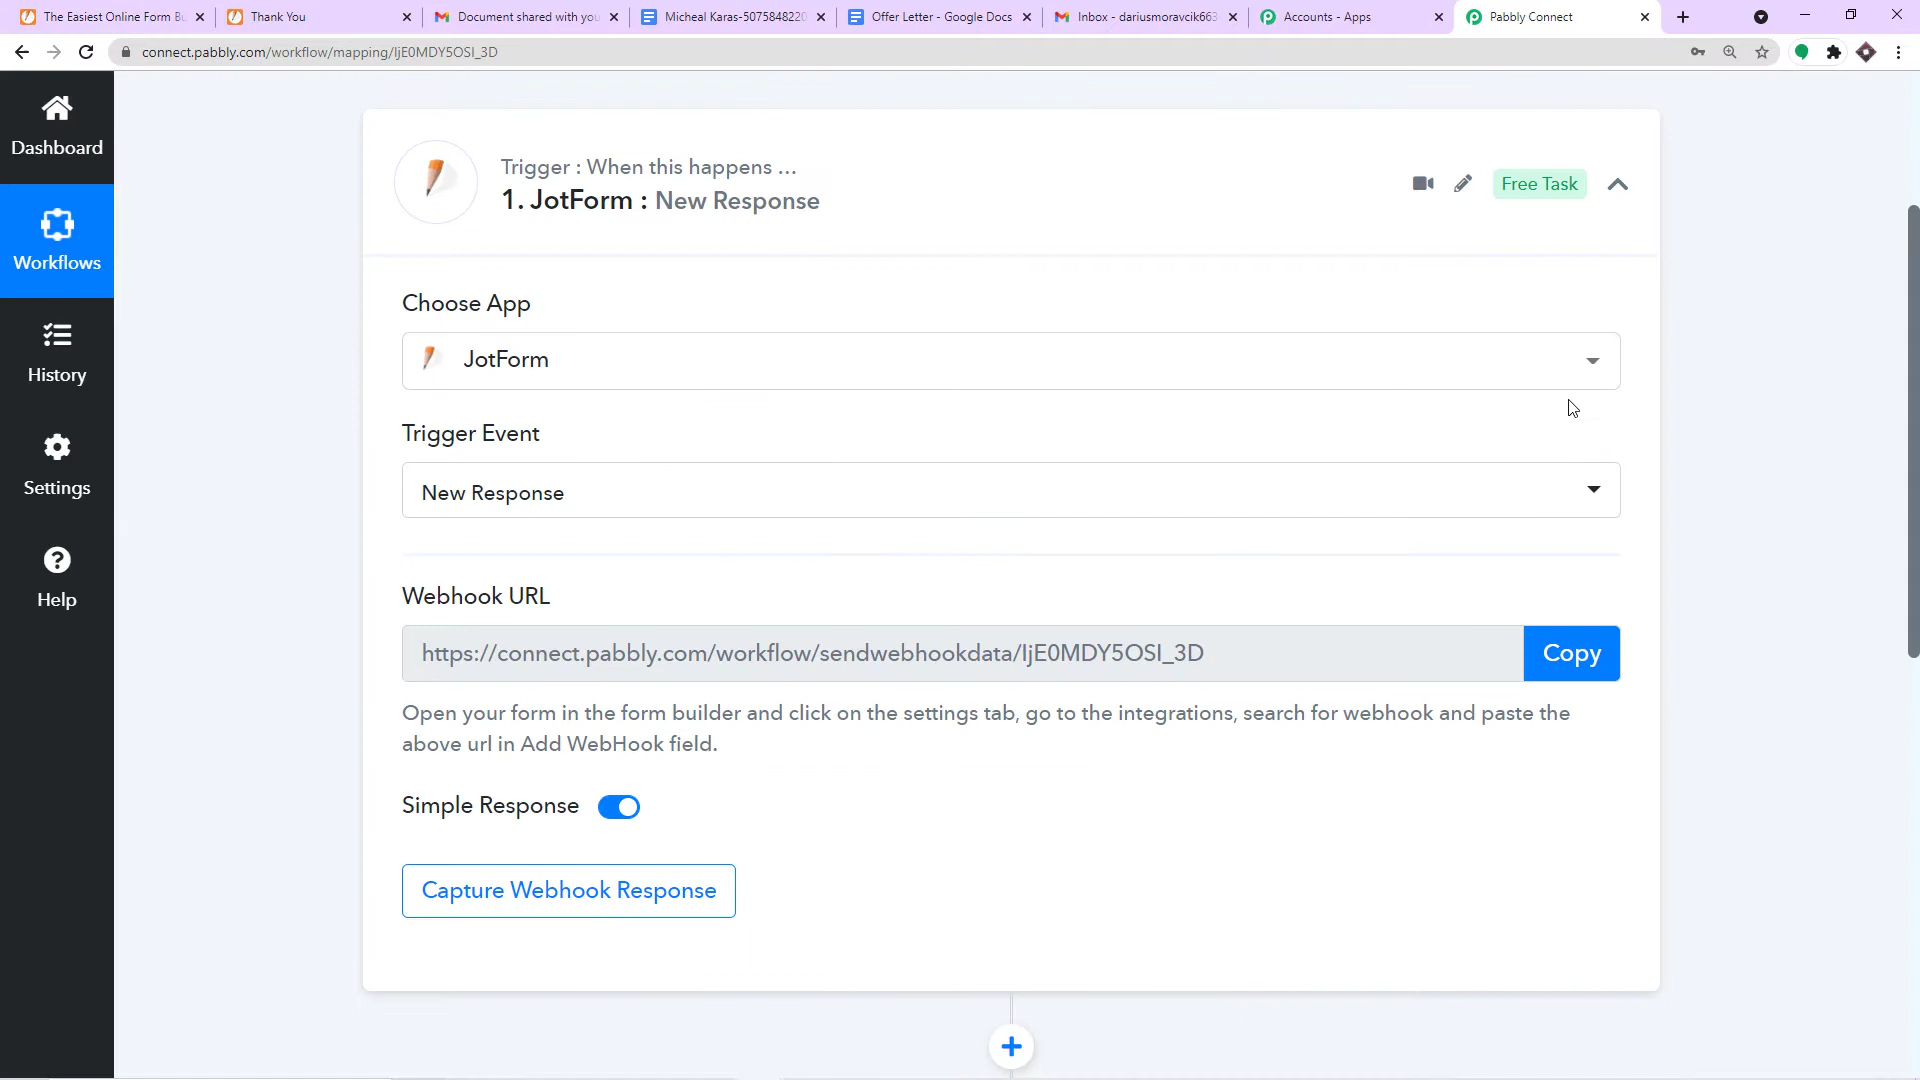 The Easiest Online Form Bu
Thank You
Document shared with you
Micheal Karas-5075848220
Offer Letter - Google Docs
Inbox - dariusmoravcik663
Accounts - Apps
Pabbly Connect
connect.pabbly.com/workflow/mapping/IjE0MDY5OSI_3D
Dashboard
Workflows
History
Settings
Help
Trigger : When this happens ...
1. JotForm : New Response
Free Task
Choose App
JotForm
Trigger Event
New Response
Webhook URL
https://connect.pabbly.com/workflow/sendwebhookdata/IjE0MDY5OSI_3D
Copy
Open your form in the form builder and click on the settings tab, go to the integrations, search for webhook and paste the
above url in Add WebHook field.
Simple Response
Capture Webhook Response